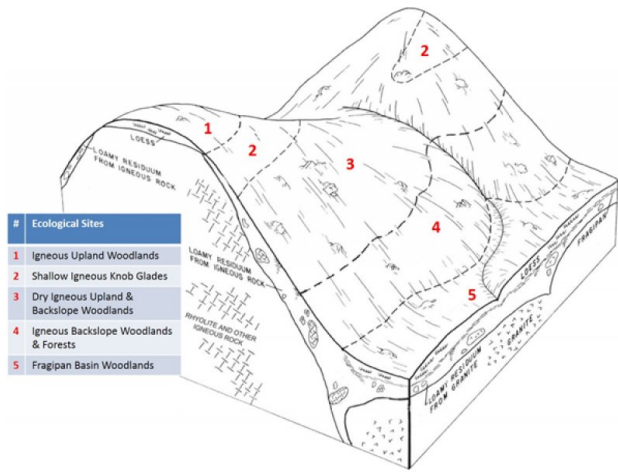 2
1
2
3
4
5
LOESS
LOAMY RESIDUUM
FROM IGNEOUS ROCK
LOAMY RESIDUUM
FROM IGNEOUS ROCK
RHYOLITE AND OTHER
IGNEOUS ROCK
LOESS
FRAGIPAN
GRANITE
LOAMY RESIDUUM
FROM GRANITE
# Ecological Sites
1 Igneous Upland Woodlands
2 Shallow Igneous Knob Glades
3 Dry Igneous Upland &
Backslope Woodlands
4 Igneous Backslope Woodlands
& Forests
5 Fragipan Basin Woodlands